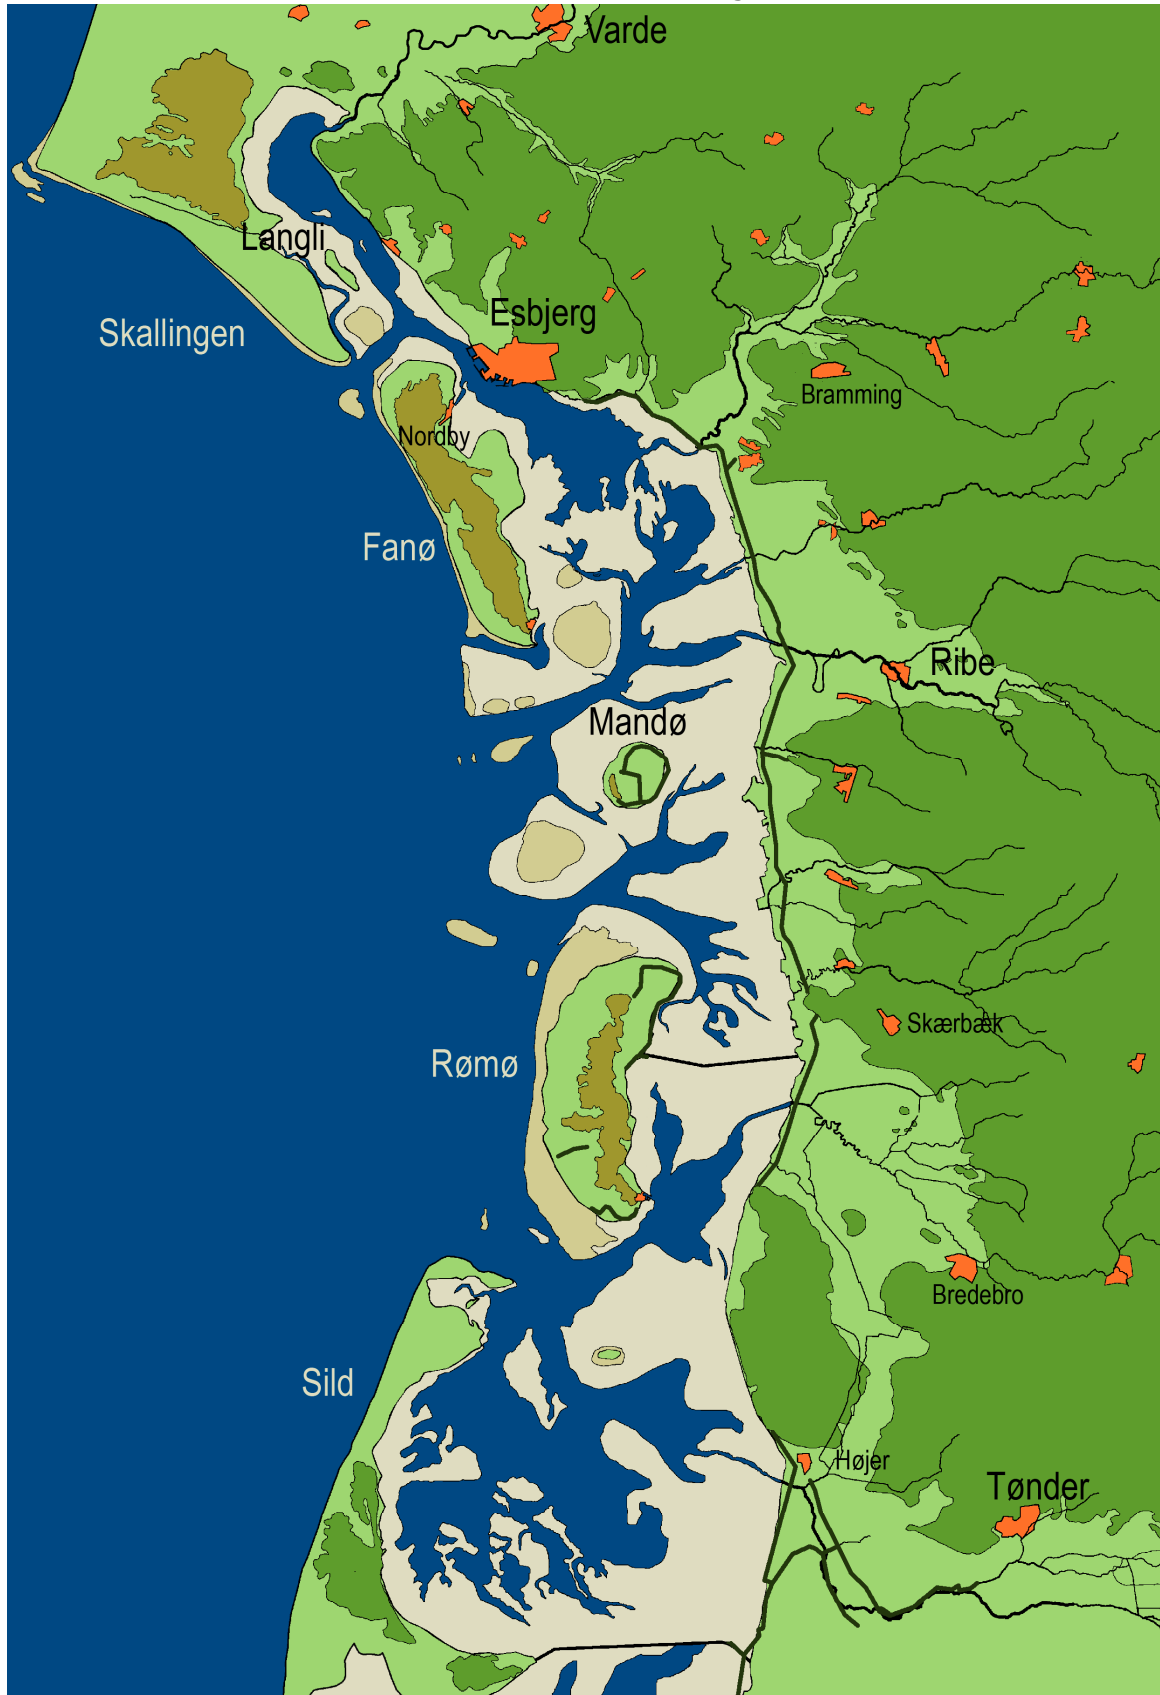 Varde
Langli
Esbjerg
Skallingen
Bramming
Nordby
Fanø
Ribe
Mandø
Skærbæk
Rømø
Bredebro
Sild
Højer
Tønder